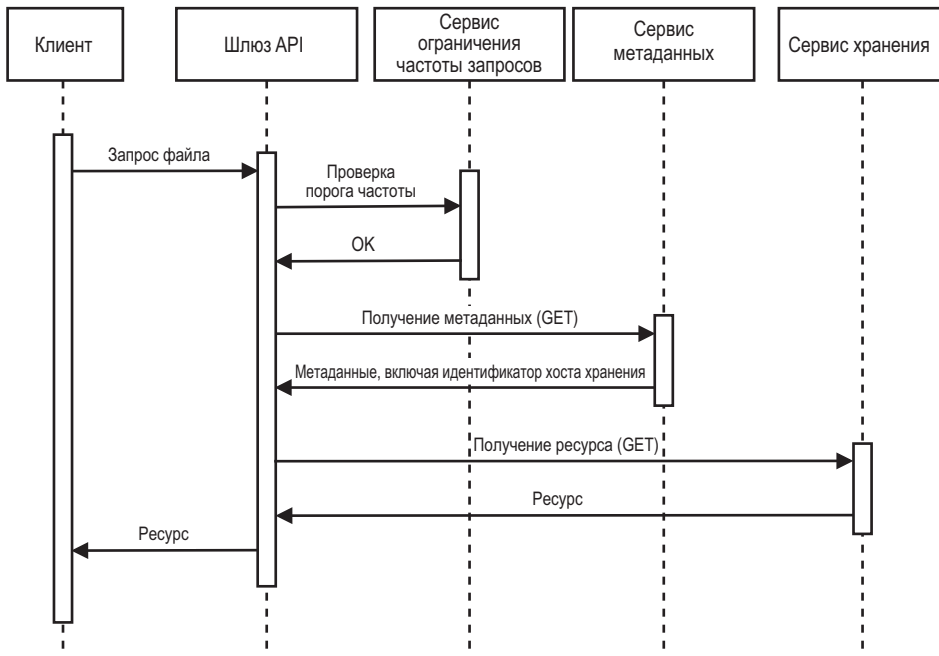 Клиент
Шлюз API
Сервис
ограничения
частоты запросов
Сервис
метаданных
Сервис хранения
Запрос файла
Проверка
порога частоты
OK
Получение метаданных (GET)
Метаданные, включая идентификатор хоста хранения
Получение ресурса (GET)
Ресурс
Ресурс